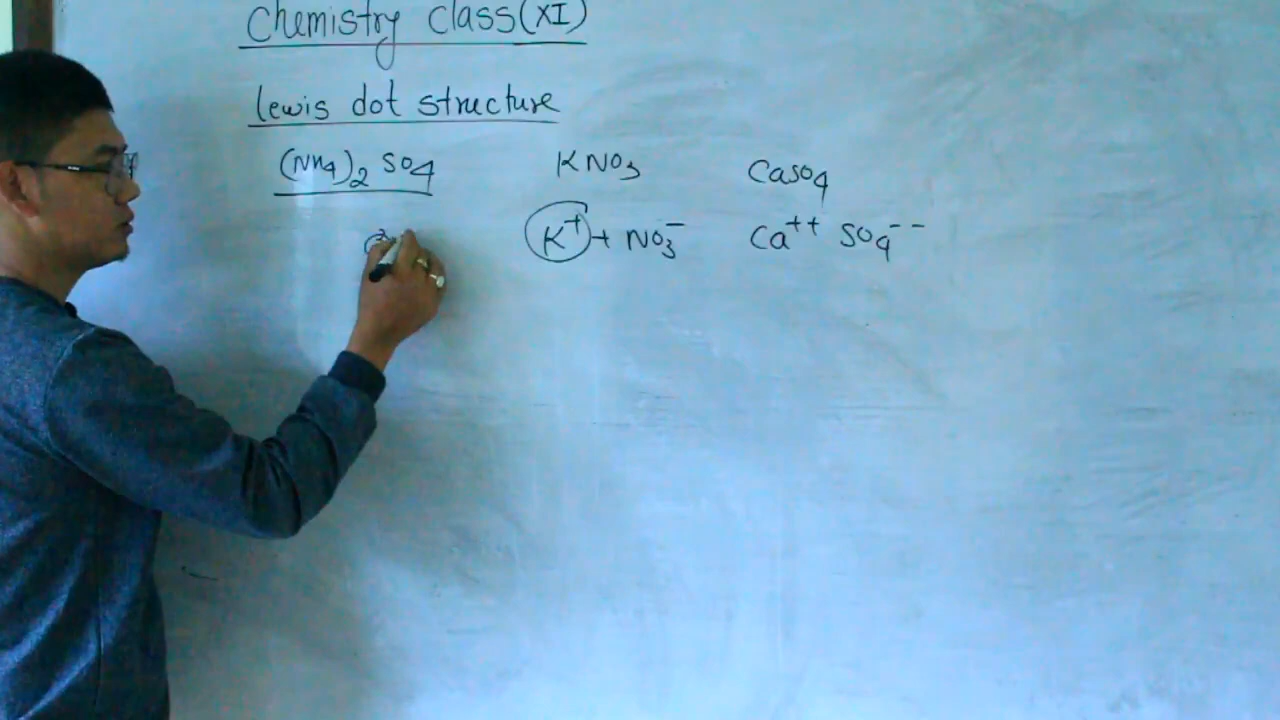 Chemistry Class (XI)
lewis dot structure
(NH4)2 SO4 KNO3 CaSO4
K+ + NO3- Ca++ SO4--